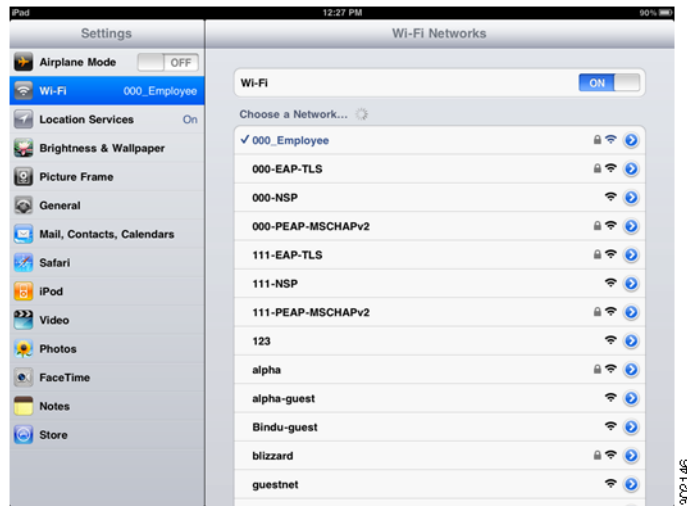 iPad 12:27 PM 90%
Settings
Wi-Fi Networks
Airplane Mode OFF
Wi-Fi 000_Employee
Location Services On
Brightness & Wallpaper
Picture Frame
General
Mail, Contacts, Calendars
Safari
iPod
Video
Photos
FaceTime
Notes
Store
Wi-Fi ON
Choose a Network...
000_Employee
000-EAP-TLS
000-NSP
000-PEAP-MSCHAPv2
111-EAP-TLS
111-NSP
111-PEAP-MSCHAPv2
123
alpha
alpha-guest
Bindu-guest
blizzard
guestnet
302146